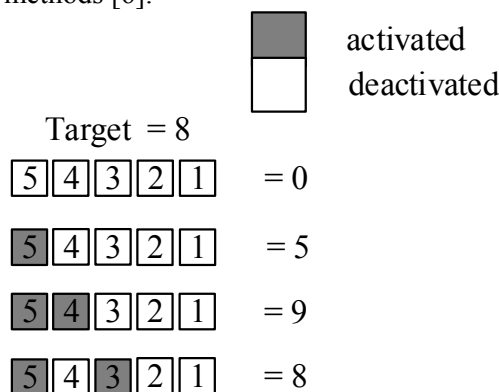 methods [6].
activated
deactivated
Target = 8
5 4 3 2 1 = 0
5 4 3 2 1 = 5
5 4 3 2 1 = 9
5 4 3 2 1 = 8